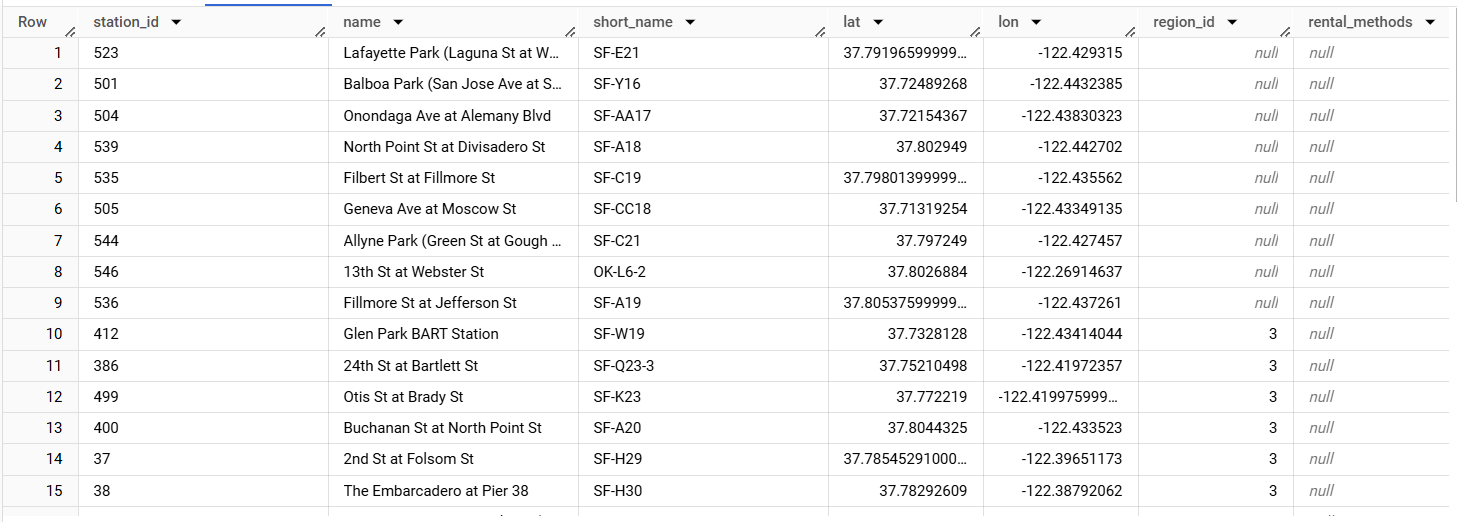 Row station_id name short_name lat lon region_id rental_methods
1 523 Lafayette Park (Laguna St at W... SF-E21 37.79196599999... -122.429315 null null
2 501 Balboa Park (San Jose Ave at S... SF-Y16 37.72489268 -122.4432385 null null
3 504 Onondaga Ave at Alemany Blvd SF-AA17 37.72154367 -122.43830323 null null
4 539 North Point St at Divisadero St SF-A18 37.802949 -122.442702 null null
5 535 Filbert St at Fillmore St SF-C19 37.79801399999... -122.435562 null null
6 505 Geneva Ave at Moscow St SF-CC18 37.71319254 -122.43349135 null null
7 544 Allyne Park (Green St at Gough ... SF-C21 37.797249 -122.427457 null null
8 546 13th St at Webster St OK-L6-2 37.8026884 -122.26914637 null null
9 536 Fillmore St at Jefferson St SF-A19 37.80537599999... -122.437261 null null
10 412 Glen Park BART Station SF-W19 37.7328128 -122.43414044 3 null
11 386 24th St at Bartlett St SF-Q23-3 37.75210498 -122.41972357 3 null
12 499 Otis St at Brady St SF-K23 37.772219 -122.419975999... 3 null
13 400 Buchanan St at North Point St SF-A20 37.8044325 -122.433523 3 null
14 37 2nd St at Folsom St SF-H29 37.78545291000... -122.39651173 3 null
15 38 The Embarcadero at Pier 38 SF-H30 37.78292609 -122.38792062 3 null